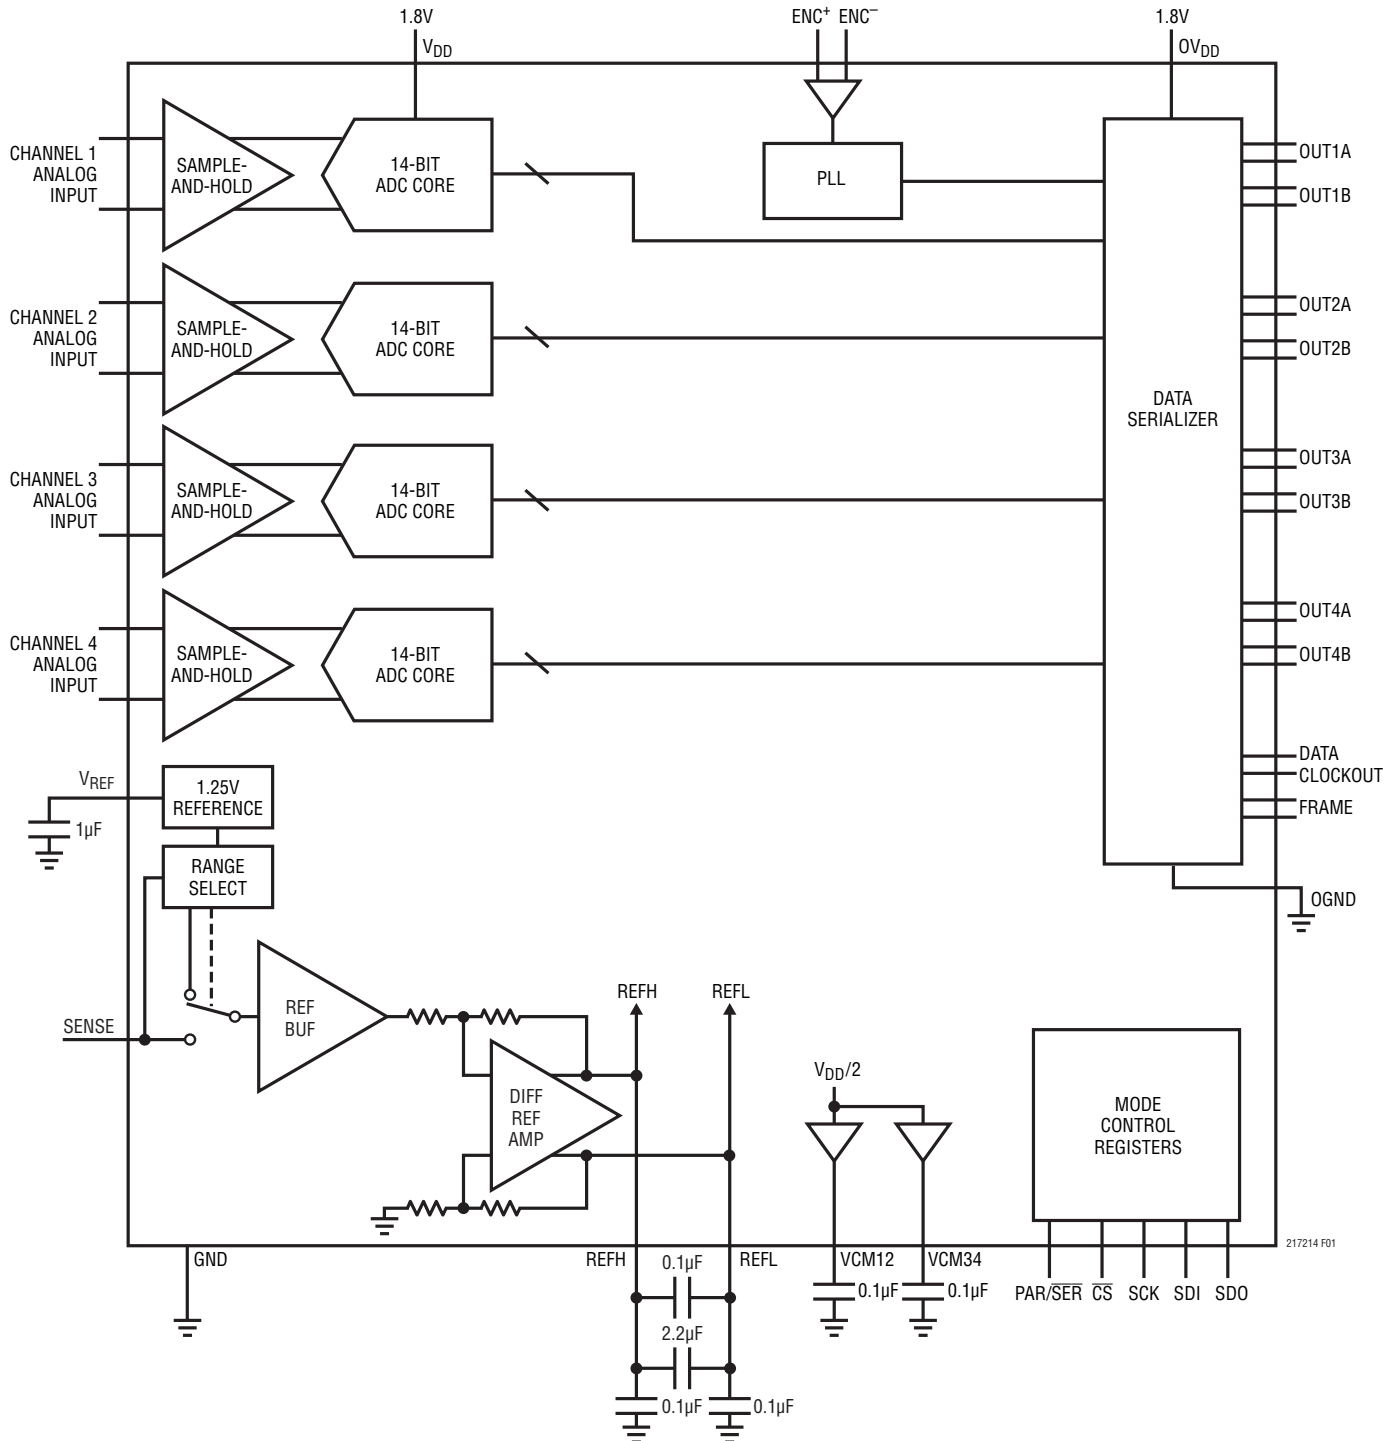 1.8V
ENC+ ENC–
1.8V
VDD
OVDD
CHANNEL 1
ANALOG
INPUT
SAMPLE-
AND-HOLD
14-BIT
ADC CORE
PLL
OUT1A
OUT1B
CHANNEL 2
ANALOG
INPUT
SAMPLE-
AND-HOLD
14-BIT
ADC CORE
OUT2A
OUT2B
DATA
SERIALIZER
CHANNEL 3
ANALOG
INPUT
SAMPLE-
AND-HOLD
14-BIT
ADC CORE
OUT3A
OUT3B
CHANNEL 4
ANALOG
INPUT
SAMPLE-
AND-HOLD
14-BIT
ADC CORE
OUT4A
OUT4B
VREF
1.25V
REFERENCE
1µF
DATA
CLOCKOUT
FRAME
RANGE
SELECT
OGND
SENSE
REF
BUF
REFH
REFL
DIFF
REF
AMP
VDD/2
MODE
CONTROL
REGISTERS
217214 F01
GND
REFH
0.1µF
REFL
VCM12
VCM34
0.1µF
0.1µF
PAR/SER
CS
SCK
SDI
SDO
2.2µF
0.1µF
0.1µF